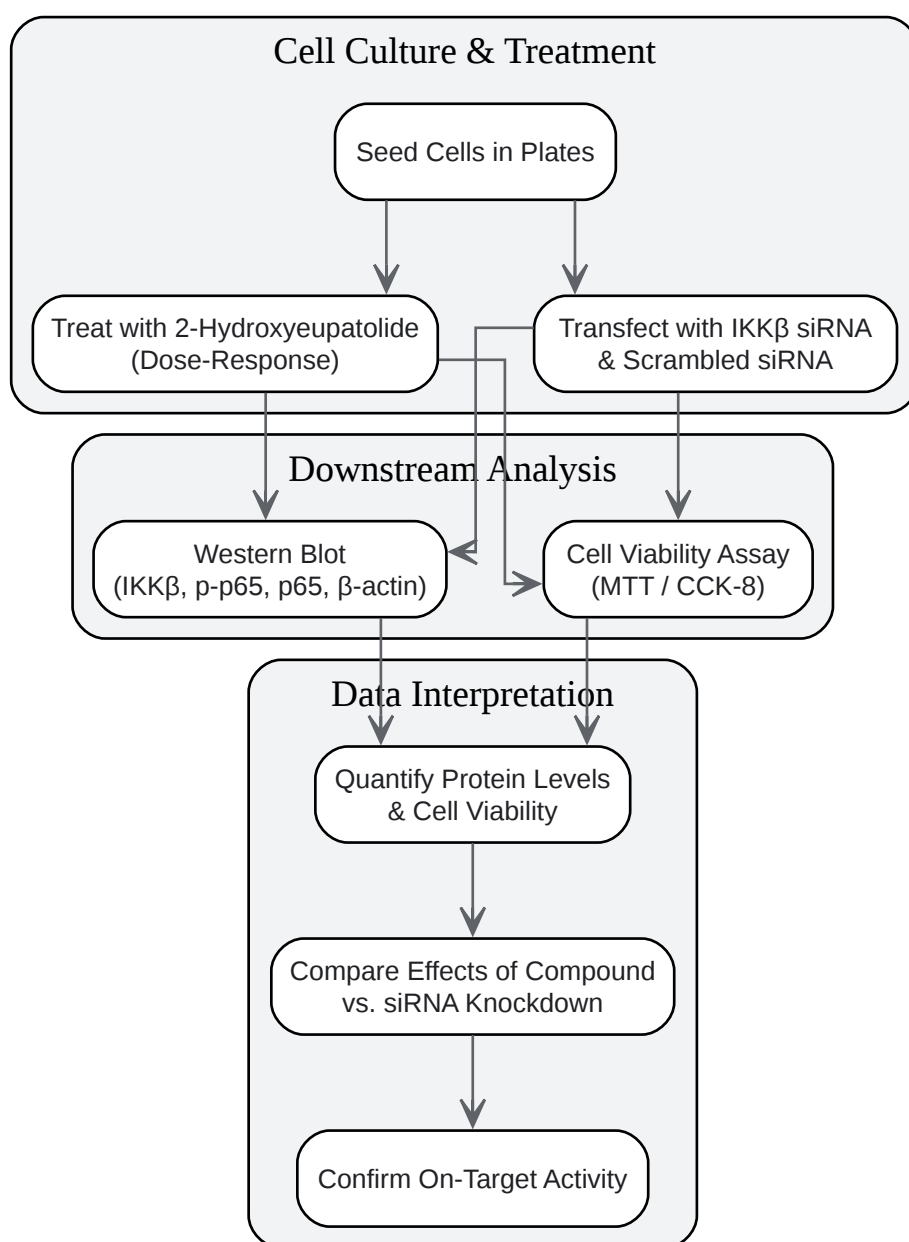 Cell Culture & Treatment
Seed Cells in Plates
Treat with 2-Hydroxyeupatolide
(Dose-Response)
Transfect with IKKβ siRNA
& Scrambled siRNA
Downstream Analysis
Western Blot
(IKKβ, p-p65, p65, β-actin)
Cell Viability Assay
(MTT / CCK-8)
Data Interpretation
Quantify Protein Levels
& Cell Viability
Compare Effects of Compound
vs. siRNA Knockdown
Confirm On-Target Activity